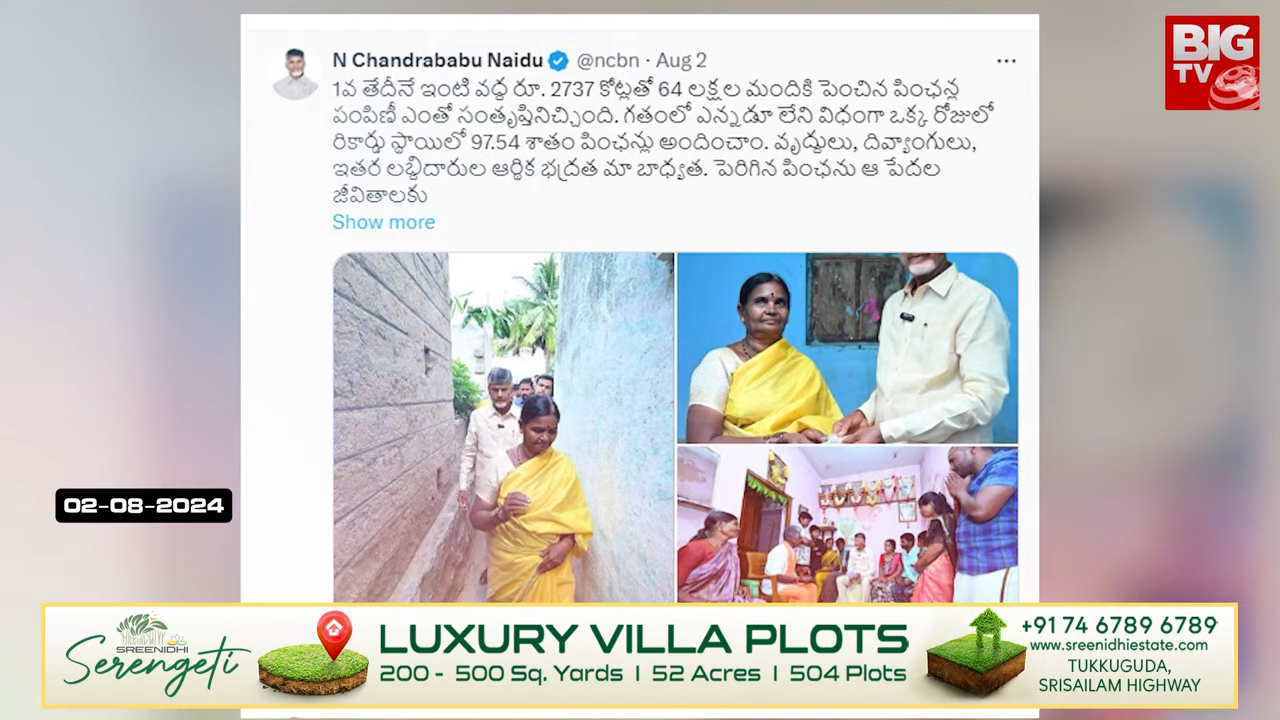 BIG
TV
N Chandrababu Naidu @ncbn · Aug 2
1వ తేదీనే ఇంటి వద్ద రూ. 2737 కోట్లతో 64 లక్షల మందికి పెంచిన పింఛన్ల
పంపిణీ ఎంతో సంతృప్తినిచ్చింది. గతంలో ఎన్నడూ లేని విధంగా ఒక్క రోజులో
రికార్డు స్థాయిలో 97.54 శాతం పింఛన్లు అందించాం. వృద్ధులు, దివ్యాంగులు,
ఇతర లబ్ధిదారుల ఆర్థిక భద్రత మా బాధ్యత. పెరిగిన పింఛను ఆ పేదల
జీవితాలకు
Show more
02-08-2024
SREENIDHI
Serengeti
LUXURY VILLA PLOTS
200 - 500 Sq. Yards I 52 Acres I 504 Plots
+91 74 6789 6789
www.sreenidhiestate.com
TUKKUGUDA,
SRISAILAM HIGHWAY